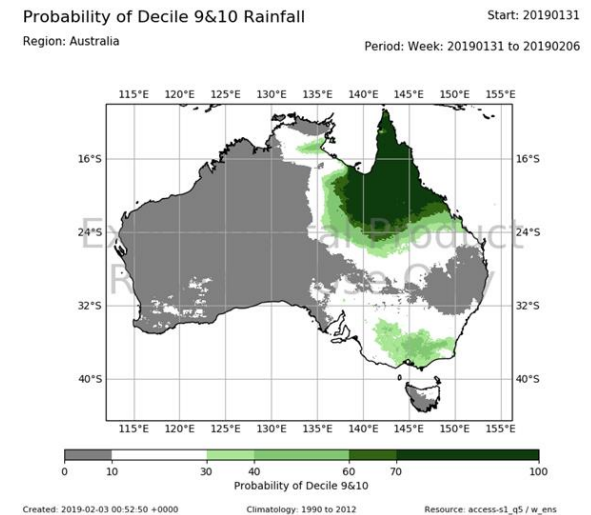 Probability of Decile 9&10 Rainfall
Start: 20190131
Region: Australia
Period: Week: 20190131 to 20190206
115°E 120°E 125°E 130°E 135°E 140°E 145°E 150°E 155°E
16°S 16°S
24°S 24°S
32°S 32°S
40°S 40°S
115°E 120°E 125°E 130°E 135°E 140°E 145°E 150°E 155°E
0 10 30 40 60 70 100
Probability of Decile 9&10
Created: 2019-02-03 00:52:50 +0000 Climatology: 1990 to 2012 Resource: access-s1_q5 / w_ens